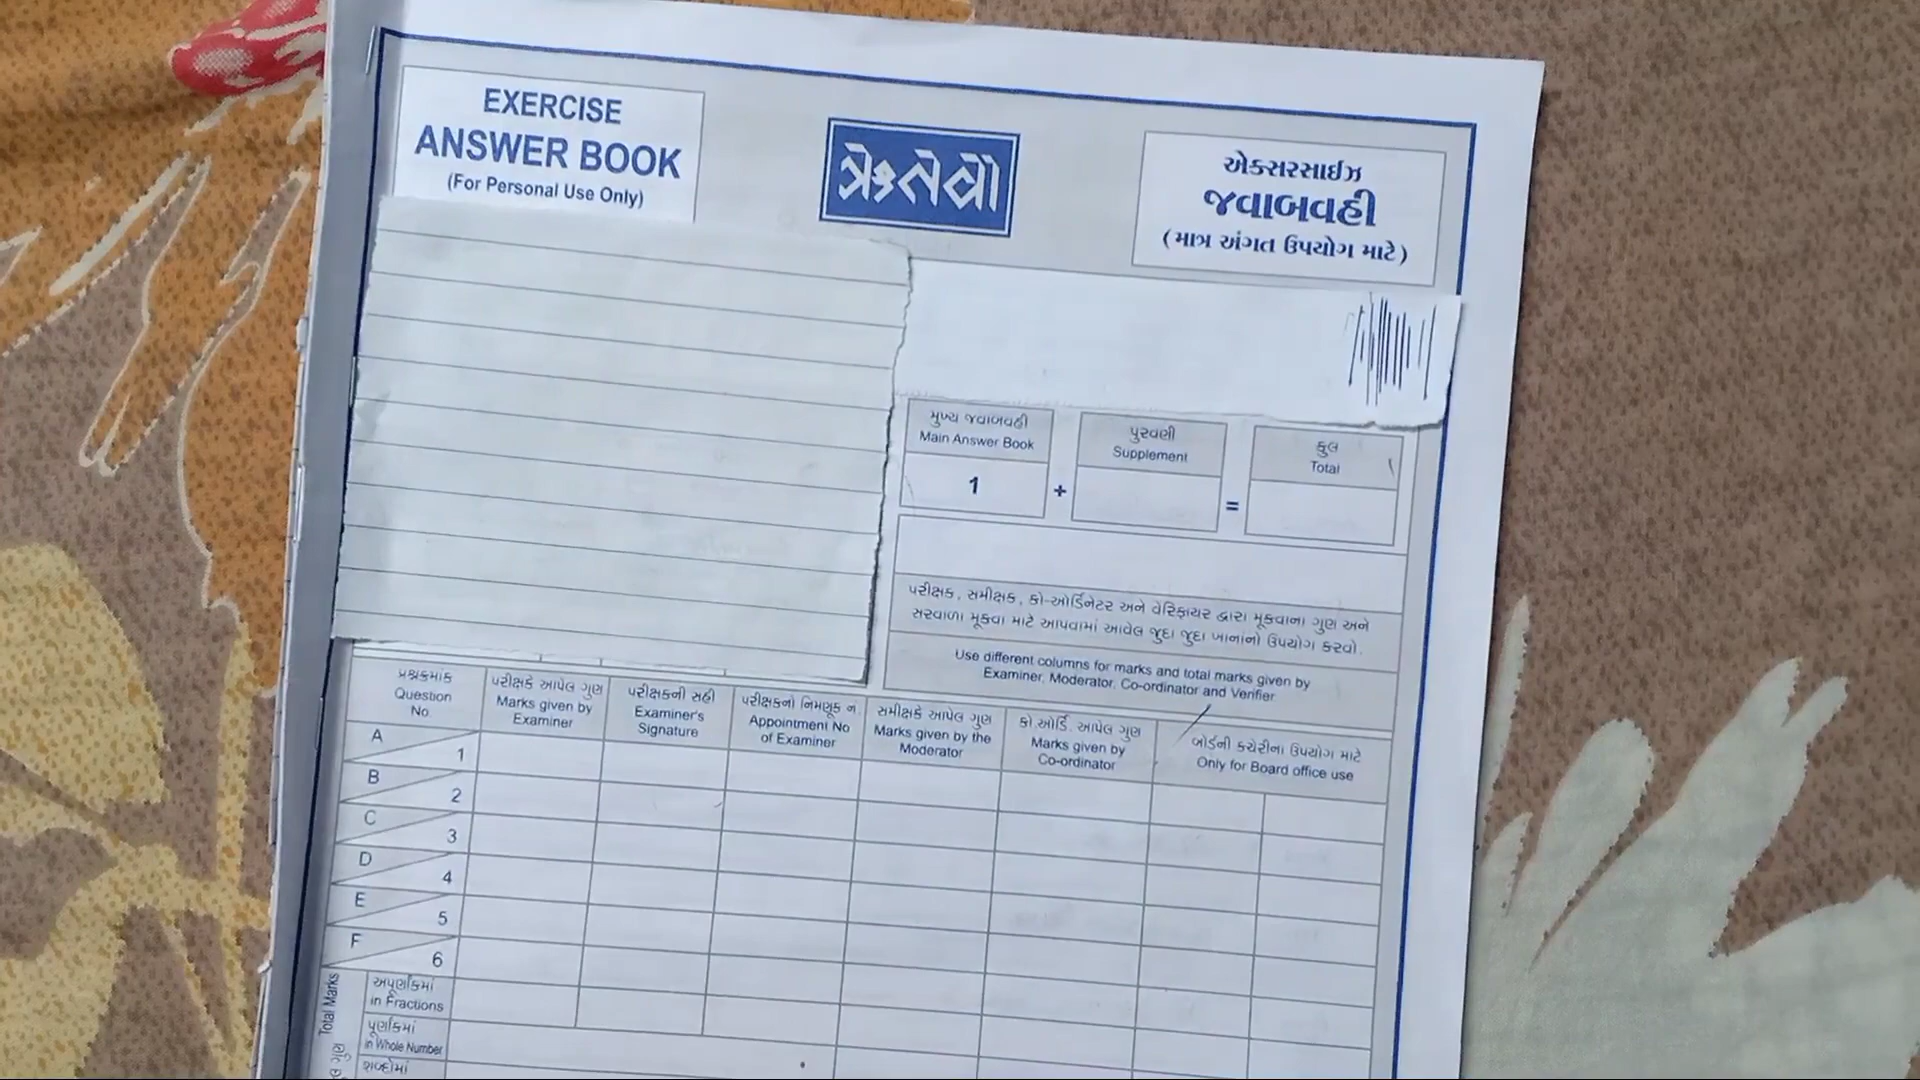 EXERCISE
ANSWER BOOK
(For Personal Use Only)
એક્સરસાઈઝ
જવાબવહી
(માત્ર અંગત ઉપયોગ માટે)
મુખ્ય જવાબવહી
Main Answer Book
1
+
પુરવણી
Supplement
=
કુલ
Total
પરીક્ષક, સમીક્ષક, કો-ઓર્ડિનેટર અને વેરિફાયર દ્વારા મૂકવાના ગુણ અને
સરવાળા મૂકવા માટે આપવામાં આવેલ જુદા જુદા ખાનાંનો ઉપયોગ કરવો.
Use different columns for marks and total marks given by
Examiner, Moderator, Co-ordinator and Verifier
પ્રશ્નક્રમાંક
Question
No.
પરીક્ષકે આપેલ ગુણ
Marks given by
Examiner
પરીક્ષકની સહી
Examiner's
Signature
પરીક્ષકનો નિમણૂક નં.
Appointment No
of Examiner
સમીક્ષકે આપેલ ગુણ
Marks given by the
Moderator
કો.ઓર્ડિ. આપેલ ગુણ
Marks given by
Co-ordinator
બોર્ડની કચેરીના ઉપયોગ માટે
Only for Board office use
A 1
B 2
C 3
D 4
E 5
F 6
Total Marks
ગુણ
અપૂર્ણાંકમાં
in Fractions
પૂર્ણાંકમાં
in Whole Number
શબ્દોમાં